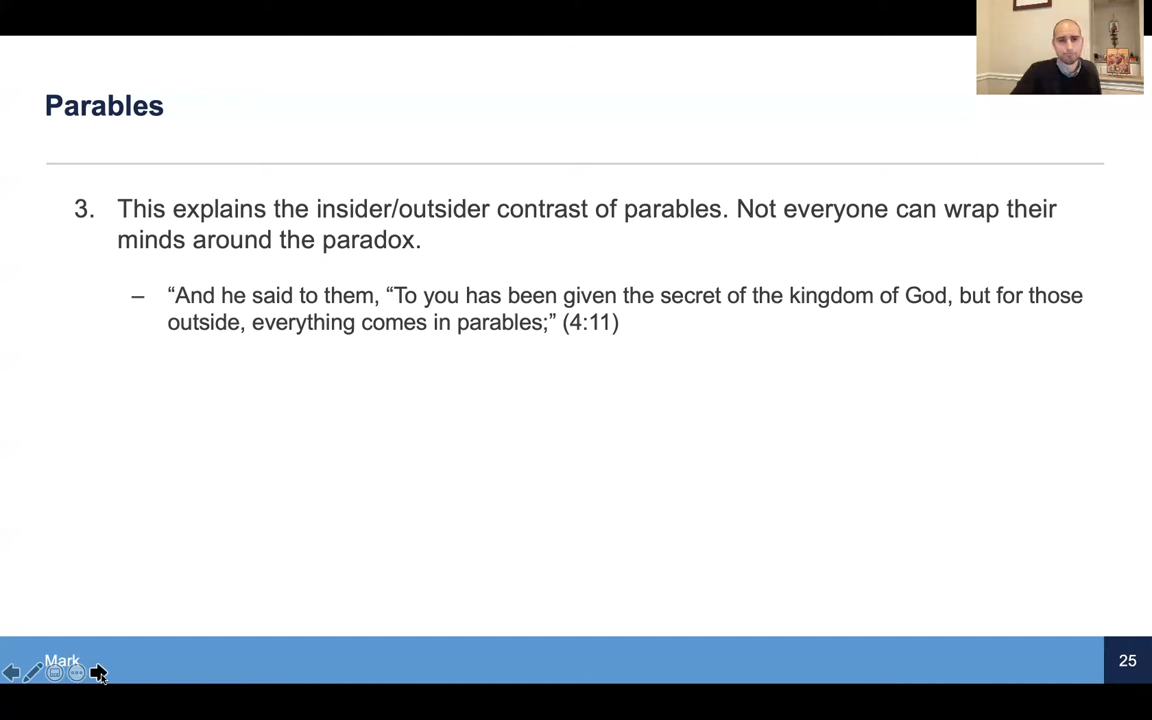 Parables
3. This explains the insider/outsider contrast of parables. Not everyone can wrap their
minds around the paradox.
– “And he said to them, “To you has been given the secret of the kingdom of God, but for those
outside, everything comes in parables;” (4:11)
Mark
25